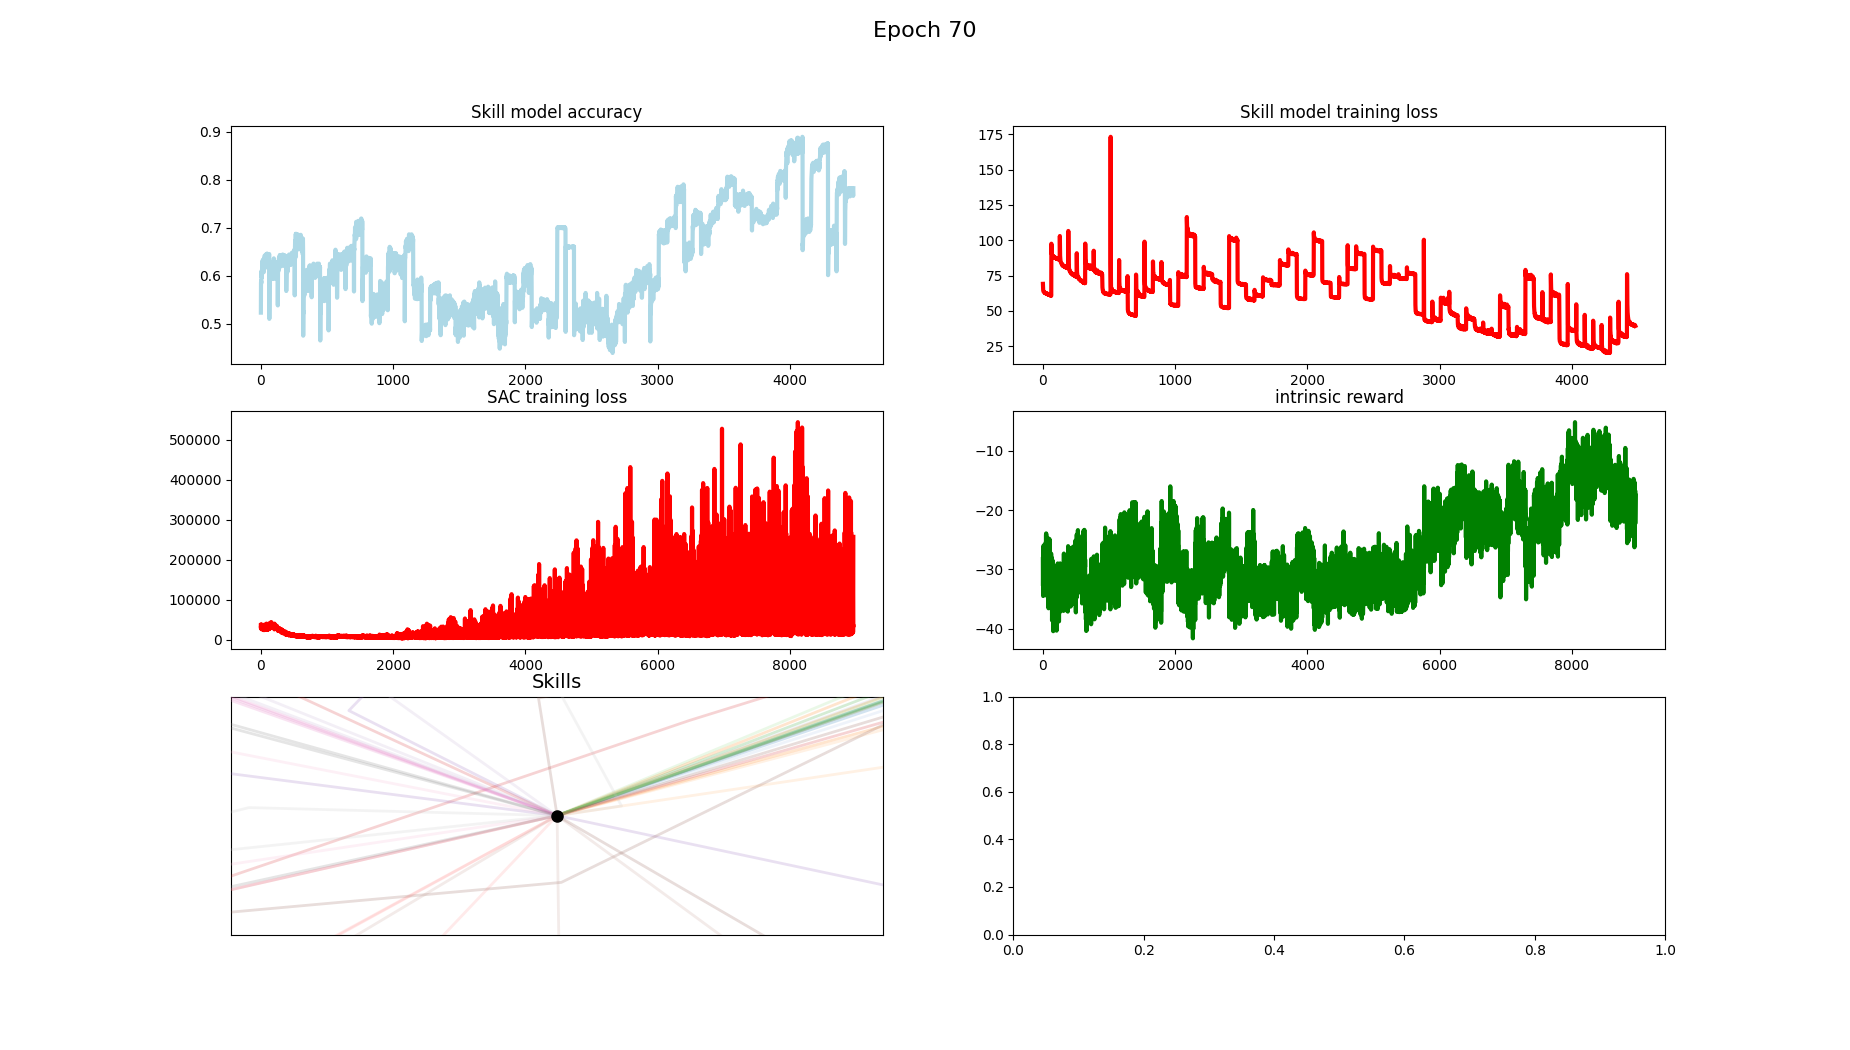 Epoch 70
Skill model accuracy
0.9
0.8
0.7
0.6
0.5
0 1000 2000 3000 4000
Skill model training loss
175
150
125
100
75
50
25
0 1000 2000 3000 4000
SAC training loss
500000
400000
300000
200000
100000
0
0 2000 4000 6000 8000
intrinsic reward
−10
−20
−30
−40
0 2000 4000 6000 8000
Skills
1.0
0.8
0.6
0.4
0.2
0.0
0.0 0.2 0.4 0.6 0.8 1.0